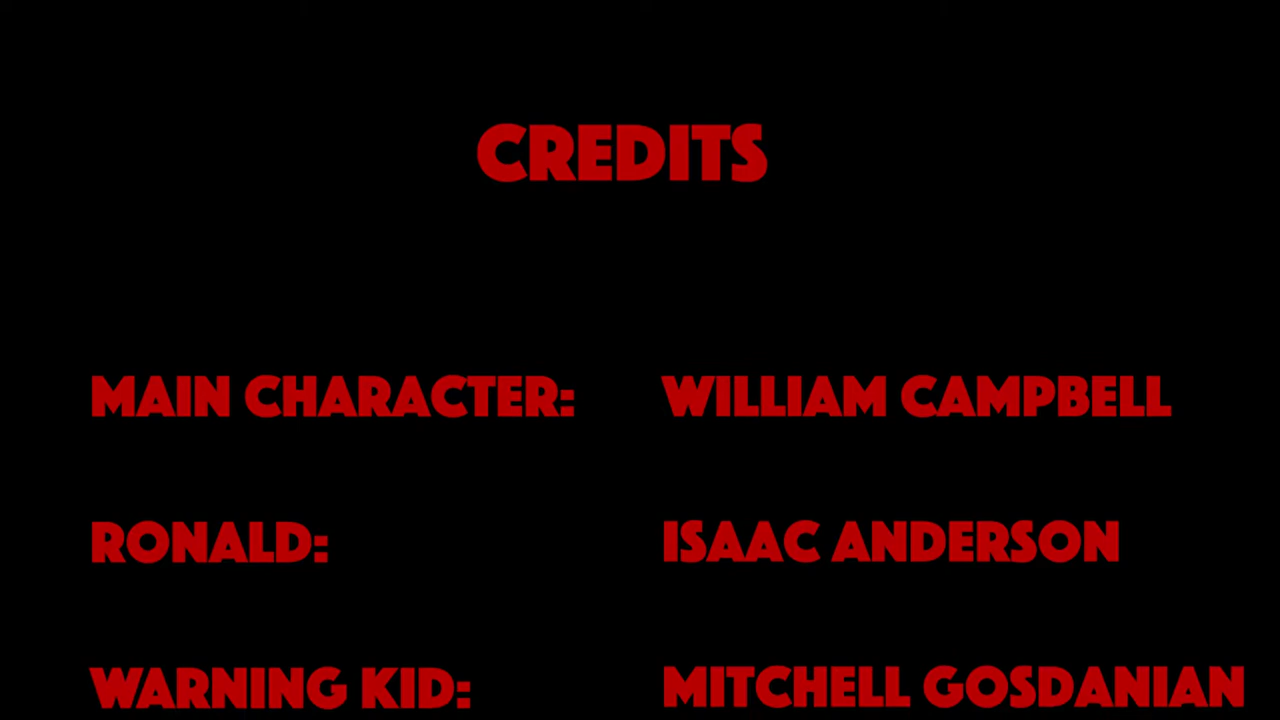 CREDITS
MAIN CHARACTER: WILLIAM CAMPBELL
RONALD: ISAAC ANDERSON
WARNING KID: MITCHELL GOSDANIAN